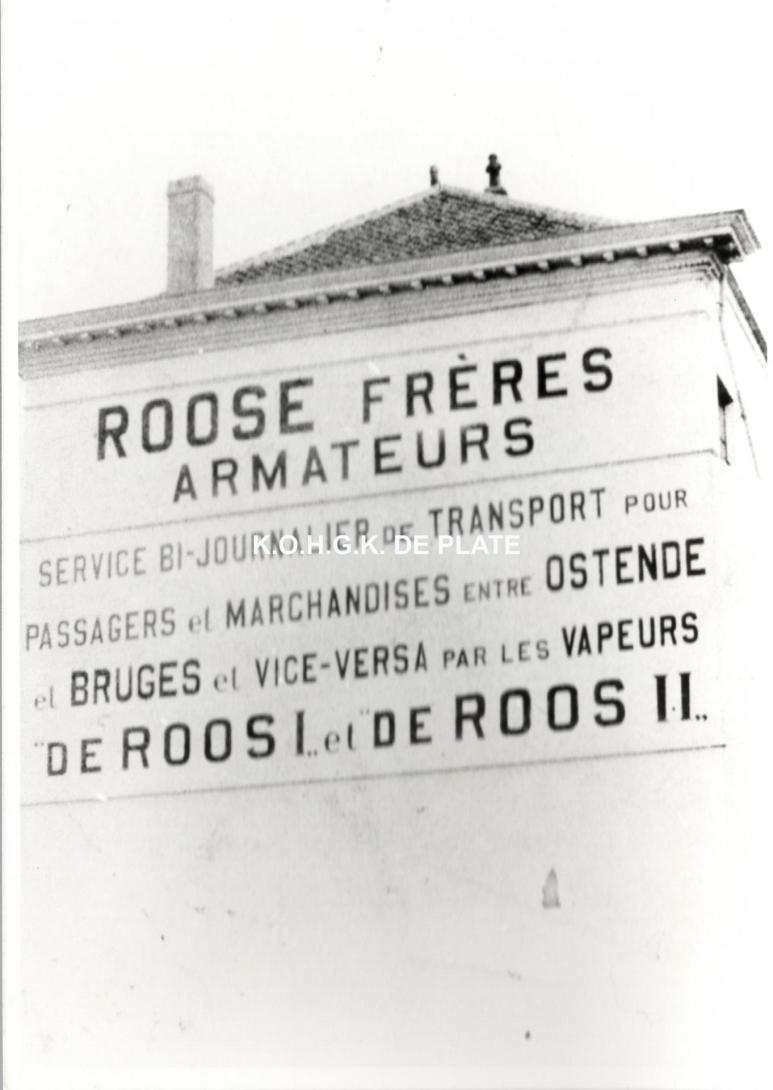 ROOSE FRÈRES
ARMATEURS
SERVICE BI-JOURNALIER DE TRANSPORT POUR
K.O.H.G.K. DE PLATE
PASSAGERS et MARCHANDISES ENTRE OSTENDE
et BRUGES et VICE-VERSA PAR LES VAPEURS
"DE ROOS I„ et "DE ROOS II„